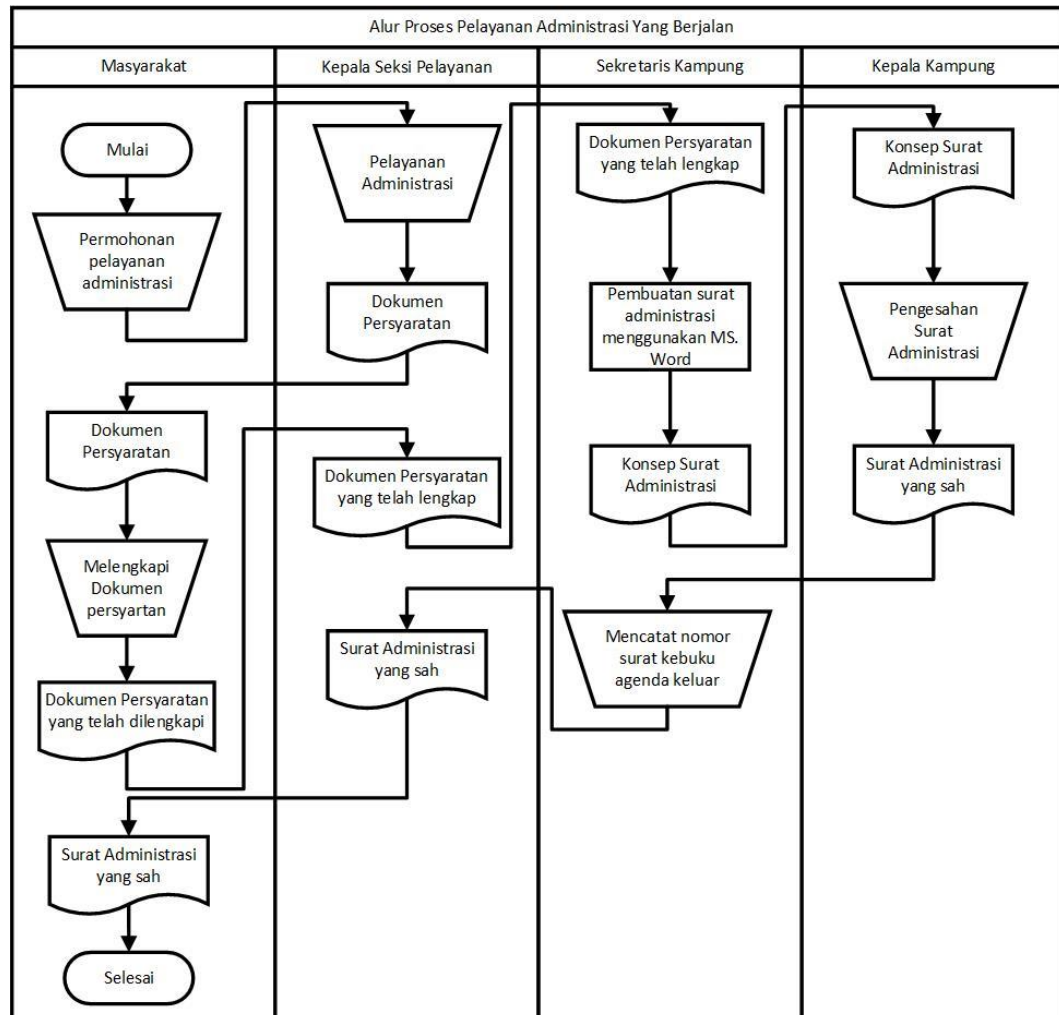 Alur Proses Pelayanan Administrasi Yang Berjalan
Masyarakat
Kepala Seksi Pelayanan
Sekretaris Kampung
Kepala Kampung
Mulai
Permohonan
pelayanan
administrasi
Dokumen
Persyaratan
Melengkapi
Dokumen
persyartan
Dokumen Persyaratan
yang telah dilengkapi
Surat Administrasi
yang sah
Selesai
Pelayanan
Administrasi
Dokumen
Persyaratan
Dokumen Persyaratan
yang telah lengkap
Surat Administrasi
yang sah
Dokumen Persyaratan
yang telah lengkap
Pembuatan surat
administrasi
menggunakan MS.
Word
Konsep Surat
Administrasi
Mencatat nomor
surat kebuku
agenda keluar
Konsep Surat
Administrasi
Pengesahan
Surat
Administrasi
Surat Administrasi
yang sah